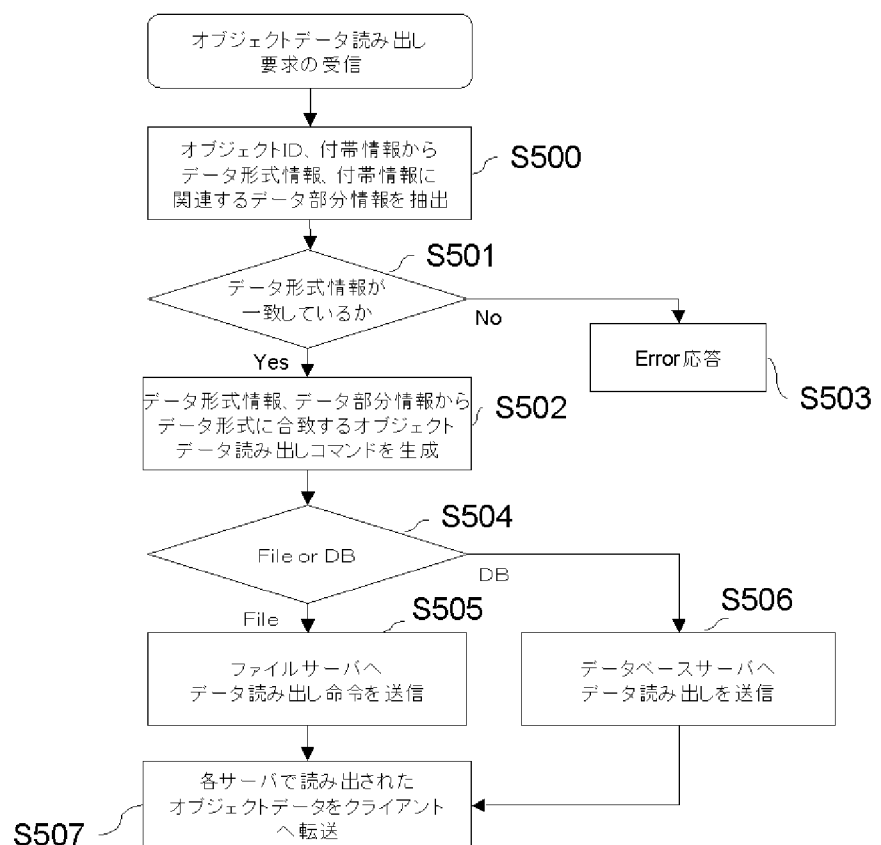 オブジェクトデータ読み出し
要求の受信
オブジェクトID、付帯情報から
データ形式情報、付帯情報に
関連するデータ部分情報を抽出
S500
S501
データ形式情報が
一致しているか
No
Yes
Error応答
S503
データ形式情報、データ部分情報から
データ形式に合致するオブジェクト
データ読み出しコマンドを生成
S502
S504
File or DB
DB
File
S505
S506
ファイルサーバへ
データ読み出し命令を送信
データベースサーバへ
データ読み出しを送信
各サーバで読み出された
オブジェクトデータをクライアント
へ転送
S507